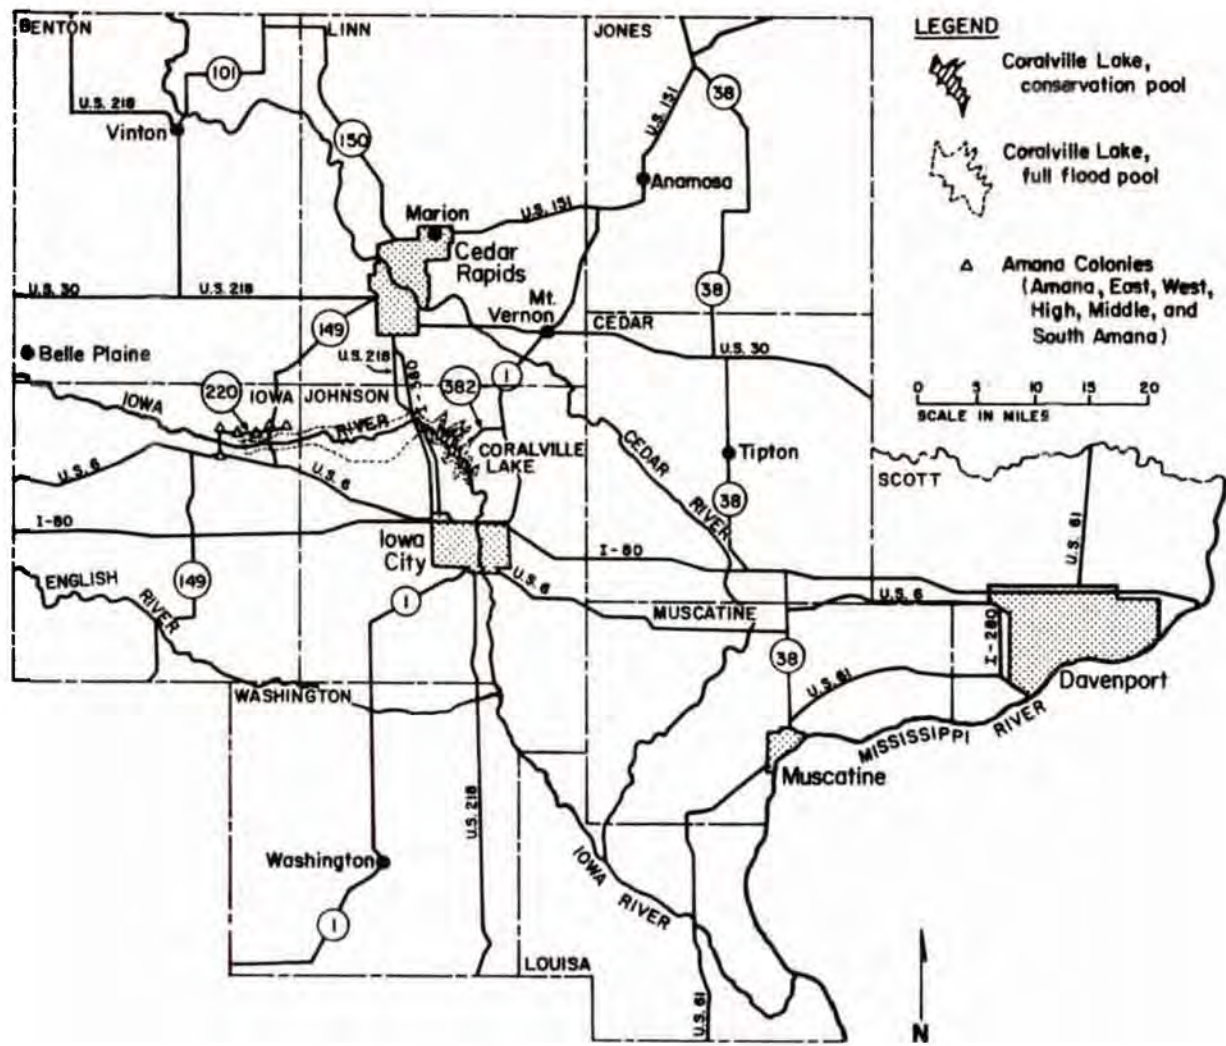 BENTON
LINN
JONES
LEGEND
Coralville Lake,
conservation pool
Coralville Lake,
full flood pool
Amana Colonies
(Amana, East, West,
High, Middle, and
South Amana)
0 5 10 15 20
SCALE IN MILES
101
38
U.S. 218
Vinton
150
U.S. 151
Anamosa
Marion
U.S. 151
Cedar
Rapids
U.S. 30
U.S. 218
38
Mt.
Vernon
CEDAR
149
Belle Plaine
U.S. 218
U.S. 30
I-380
220
IOWA
JOHNSON
382
1
IOWA
RIVER
CORALVILLE
LAKE
CEDAR
RIVER
Tipton
SCOTT
U.S. 6
U.S. 6
38
I-80
Iowa
City
I-80
U.S. 61
ENGLISH
RIVER
149
1
U.S. 6
MUSCATINE
U.S. 6
I-280
38
Davenport
WASHINGTON
U.S. 61
MISSISSIPPI
RIVER
Muscatine
U.S. 218
Washington
IOWA
RIVER
1
LOUISA
U.S. 61
N